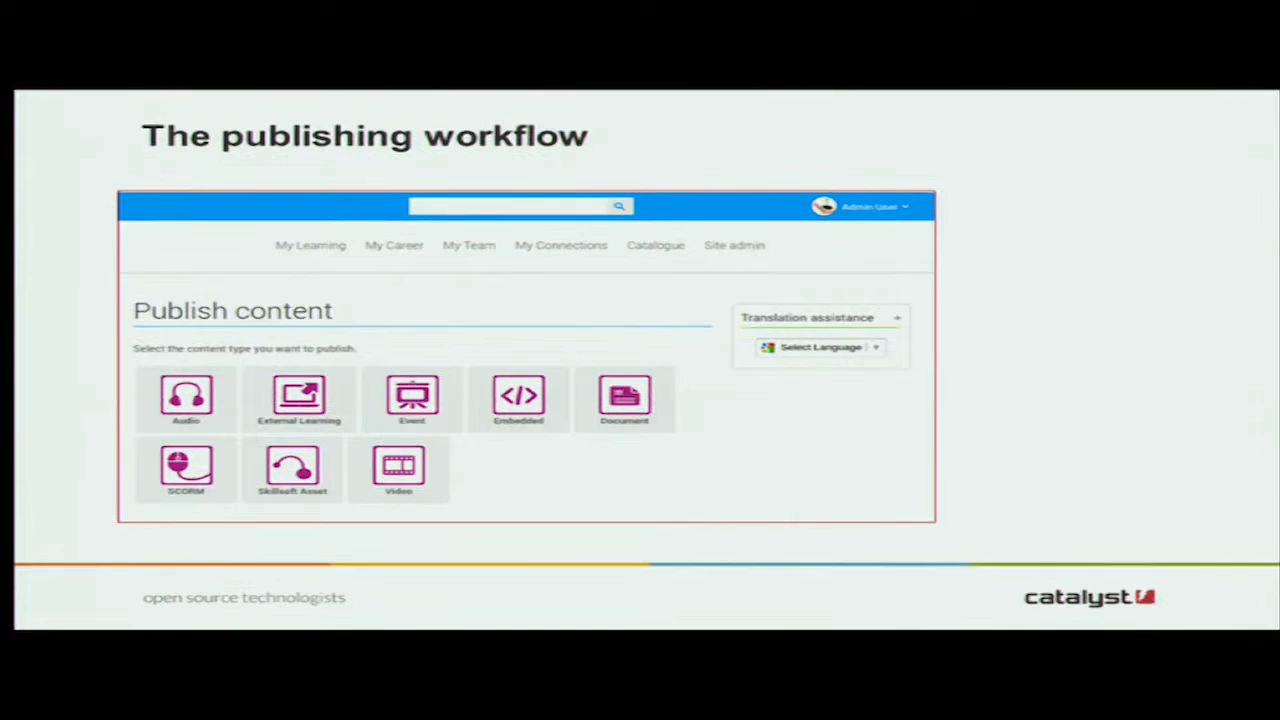 The publishing workflow
Admin User
My Learning My Career My Team My Connections Catalogue Site admin
Publish content
Translation assistance +
Select the content type you want to publish.
Select Language
Audio External Learning Event Embedded Document
SCORM Skillsoft Asset Video
open source technologists
catalyst